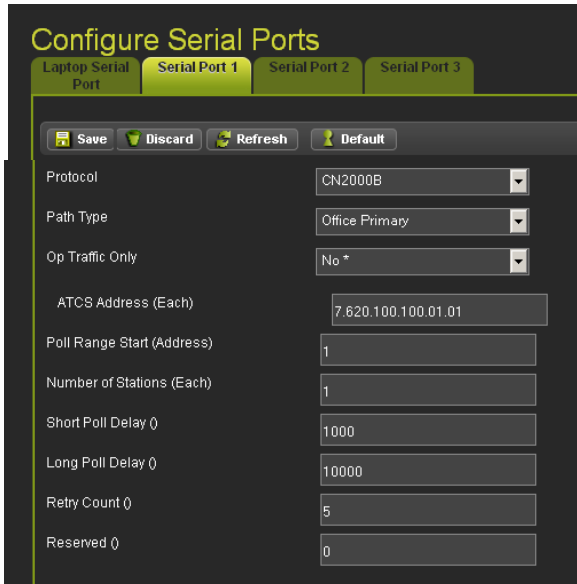 Configure Serial Ports
Laptop Serial Port
Serial Port 1
Serial Port 2
Serial Port 3
Save Discard Refresh Default
Protocol CN2000B
Path Type Office Primary
Op Traffic Only No *
ATCS Address (Each) 7.620.100.100.01.01
Poll Range Start (Address) 1
Number of Stations (Each) 1
Short Poll Delay () 1000
Long Poll Delay () 10000
Retry Count () 5
Reserved () 0